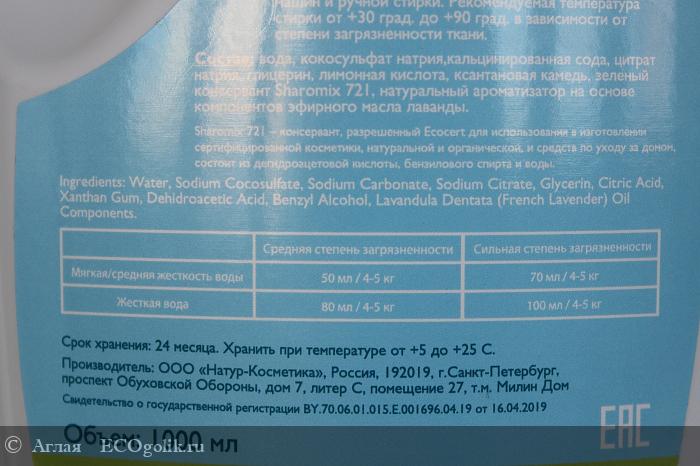 машин и ручной стирки. Рекомендуемая температура
стирки от +30 град. до +90 град. в зависимости от
степени загрязненности ткани.
Состав: вода, кокосульфат натрия,кальцинированная сода, цитрат
натрия, глицерин, лимонная кислота, ксантановая камедь, зеленый
консервант Sharomix 721, натуральный ароматизатор на основе
компонентов эфирного масла лаванды.
Sharomix 721 – консервант, разрешенный Ecocert для использования в изготовлении
сертифицированной косметики, натуральной и органической, и средств по уходу за домом,
состоит из дегидроацетовой кислоты, бензилового спирта и воды.
Ingredients: Water, Sodium Cocosulfate, Sodium Carbonate, Sodium Citrate, Glycerin, Citric Acid,
Xanthan Gum, Dehidroacetic Acid, Benzyl Alcohol, Lavandula Dentata (French Lavender) Oil
Components.
Средняя степень загрязненности Сильная степень загрязненности
Мягкая/средняя жесткость воды 50 мл / 4-5 кг 70 мл / 4-5 кг
Жесткая вода 80 мл / 4-5 кг 100 мл / 4-5 кг
Срок хранения: 24 месяца. Хранить при температуре от +5 до +25 С.
Производитель: ООО «Натур-Косметика», Россия, 192019, г.Санкт-Петербург,
проспект Обуховской Обороны, дом 7, литер С, помещение 27, т.м. Милин Дом
Свидетельство о государственной регистрации BY.70.06.01.015.E.001696.04.19 от 16.04.2019
Объем: 1000 мл
EAC
© Аглая ECOgolik.ru